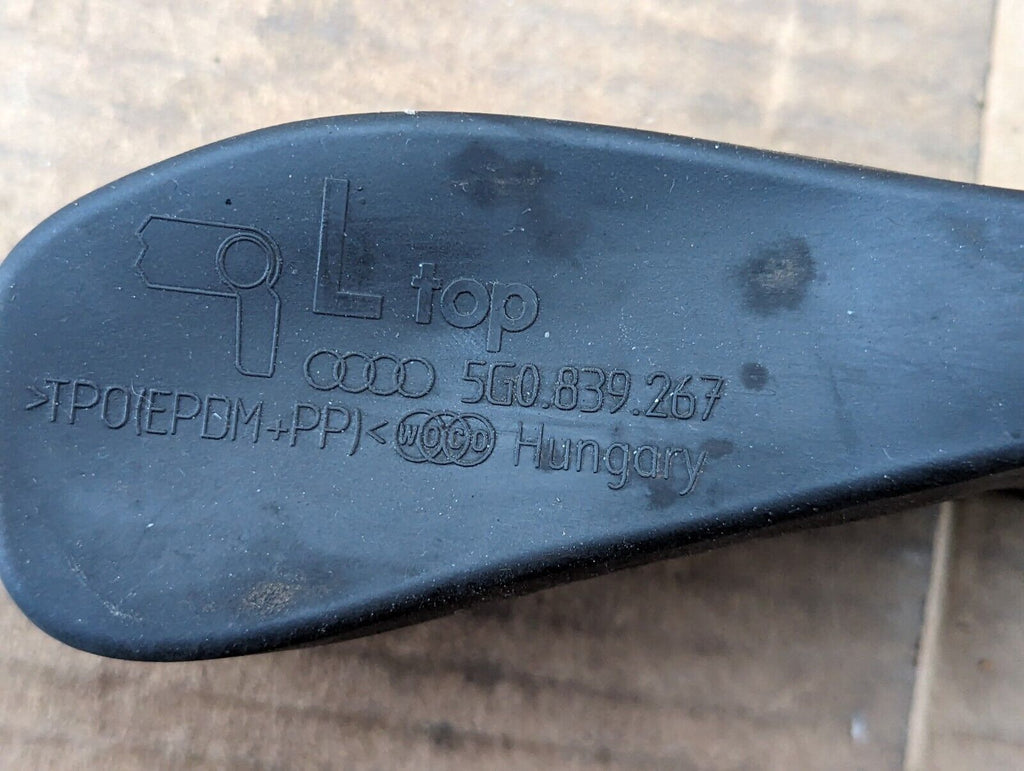 L top
5G0.839.267
>TPO(EPDM+PP)< WOCO Hungary